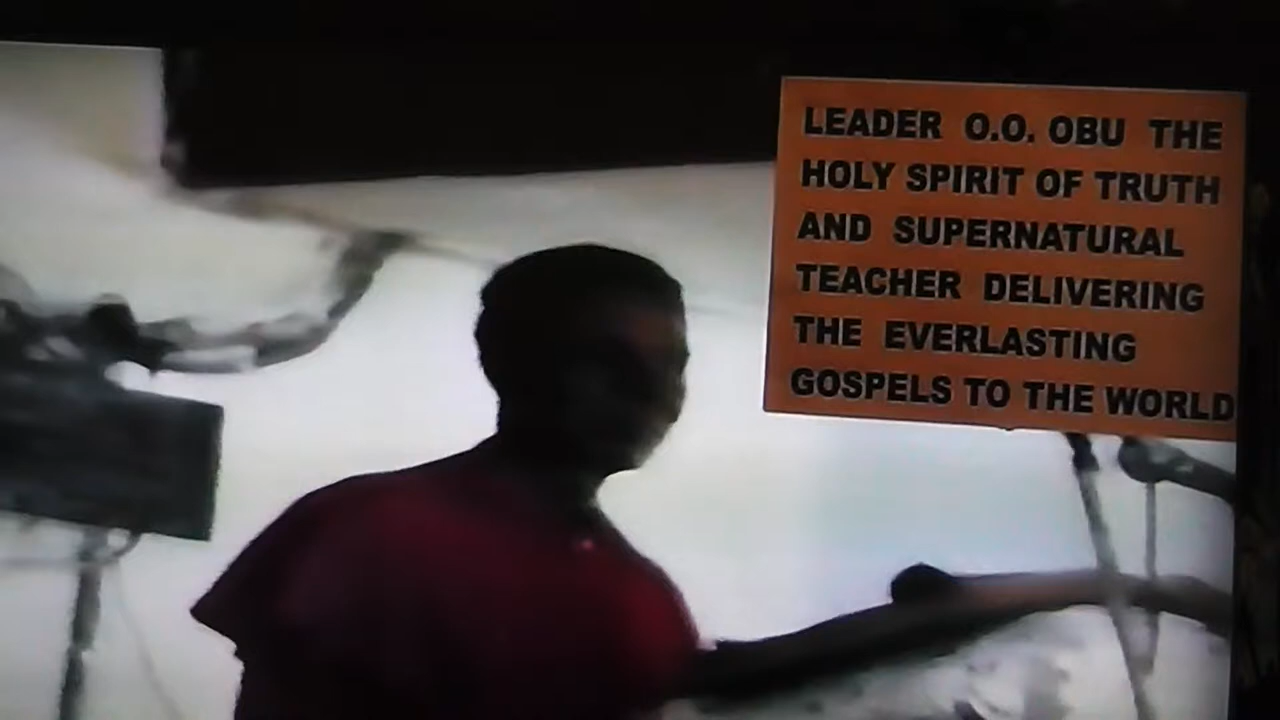 LEADER O.O. OBU THE
HOLY SPIRIT OF TRUTH
AND SUPERNATURAL
TEACHER DELIVERING
THE EVERLASTING
GOSPELS TO THE WORLD